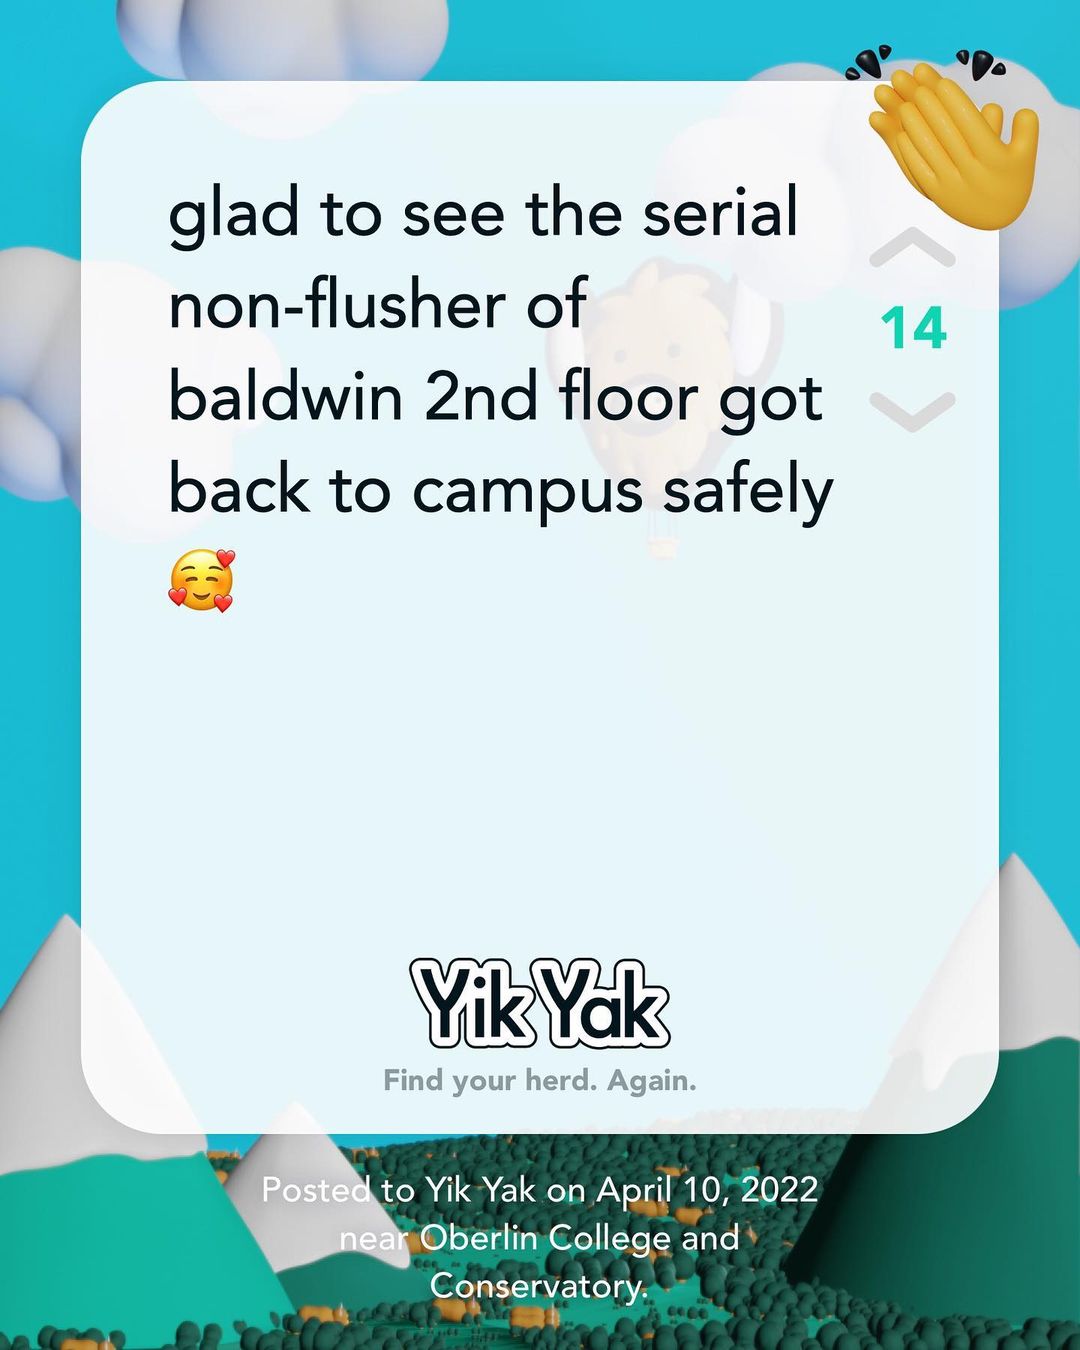 glad to see the serial
non-flusher of
baldwin 2nd floor got
back to campus safely
🥰
14
Yik Yak
Find your herd. Again.
Posted to Yik Yak on April 10, 2022
near Oberlin College and
Conservatory.